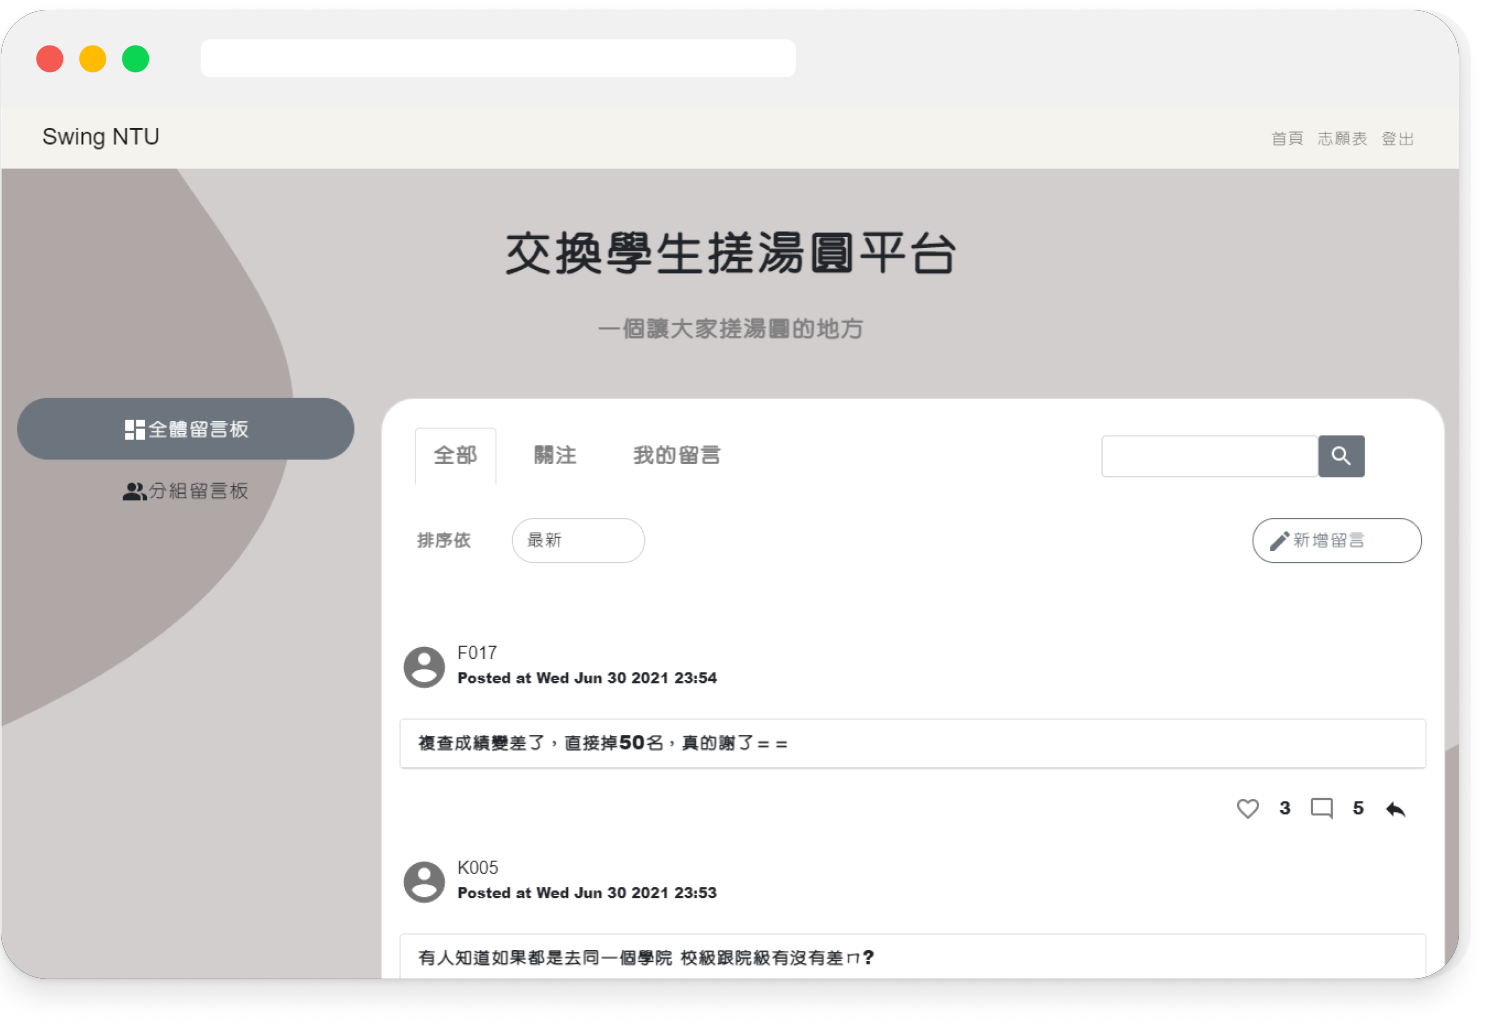 Swing NTU
首頁 志願表 登出
交換學生搓湯圓平台
一個讓大家搓湯圓的地方
全體留言板
分組留言板
全部 關注 我的留言
排序依 最新 新增留言
F017
Posted at Wed Jun 30 2021 23:54
複查成績變差了，直接掉50名，真的謝了= =
3 5
K005
Posted at Wed Jun 30 2021 23:53
有人知道如果都是去同一個學院 校級跟院級有沒有差ㄇ?